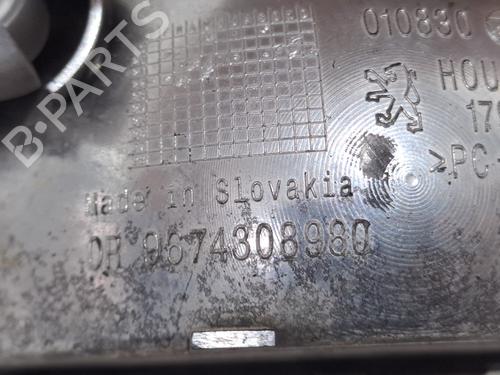 010830
HOU
17
>PC-
Made in Slovakia
OR 9674308980
B-PARTS